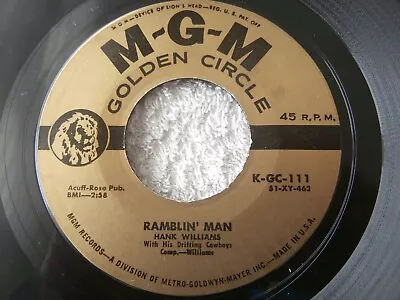 M-G-M—DEVICE OF LION'S HEAD—REG. U.S. PAT. OFF.
M-G-M
GOLDEN CIRCLE
45 R.P.M.
K-GC-111
51-XY-462
Acuff-Rose Pub.
BMI—2:58
RAMBLIN' MAN
HANK WILLIAMS
With His Drifting Cowboys
Comp.—Williams
MGM RECORDS—A DIVISION OF METRO-GOLDWYN-MAYER INC.
MADE IN U.S.A.